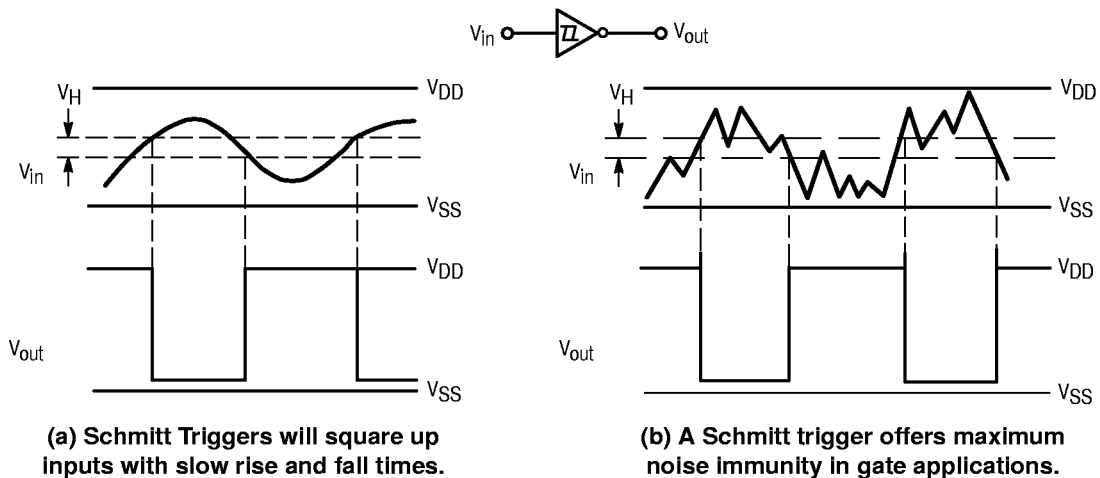 Vin Vout
VH VDD
Vin
VSS
VDD
Vout
VSS
(a) Schmitt Triggers will square up
inputs with slow rise and fall times.
VH VDD
Vin
VSS
VDD
Vout
VSS
(b) A Schmitt trigger offers maximum
noise immunity in gate applications.